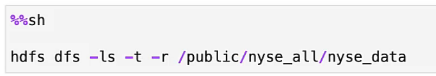 %%sh
hdfs dfs -ls -t -r /public/nyse_all/nyse_data